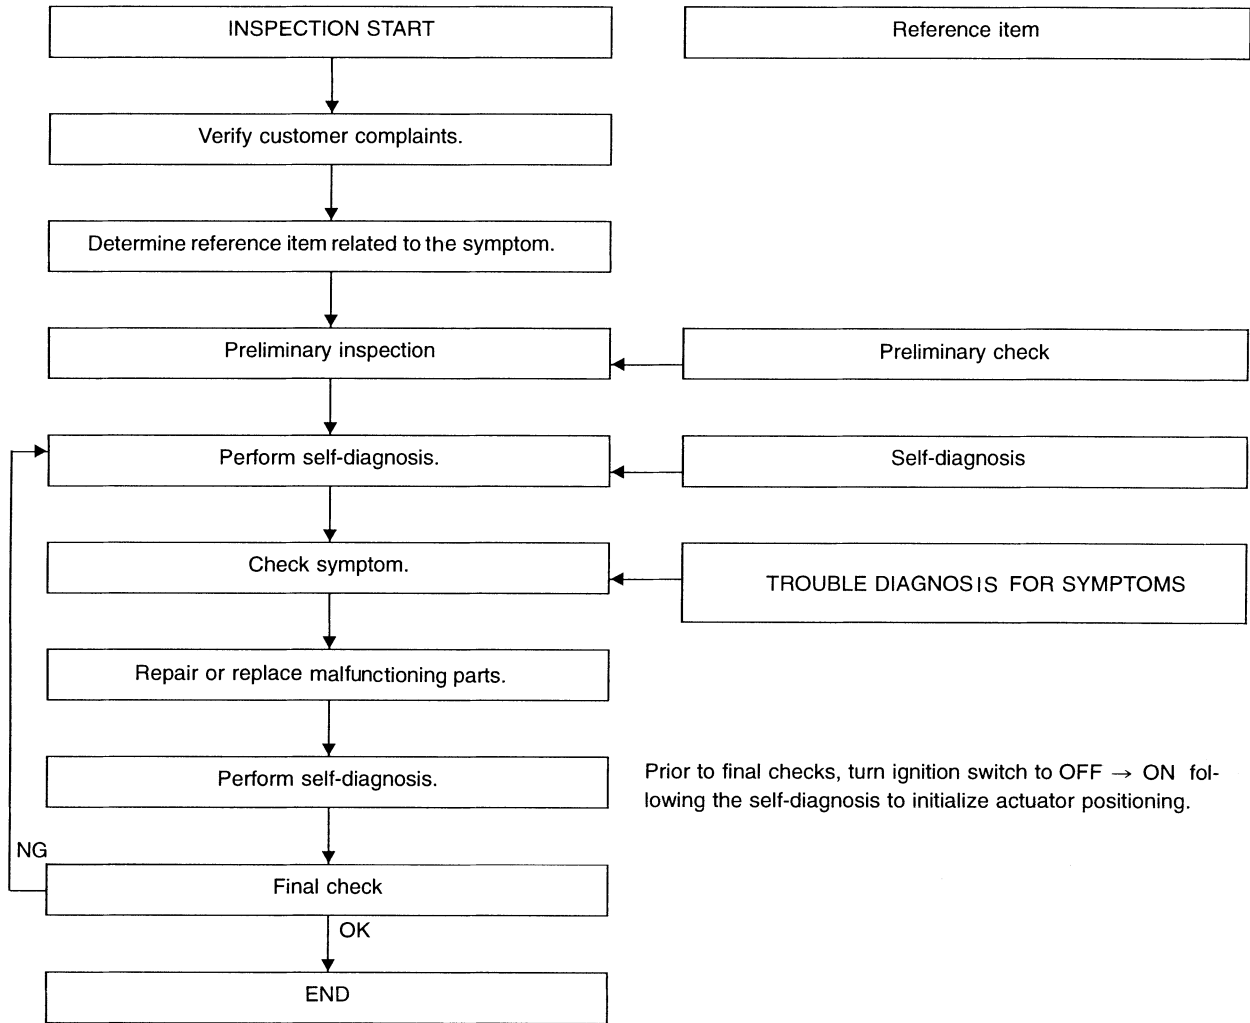 INSPECTION START
Reference item
Verify customer complaints.
Determine reference item related to the symptom.
Preliminary inspection
Preliminary check
Perform self-diagnosis.
Self-diagnosis
Check symptom.
TROUBLE DIAGNOSIS FOR SYMPTOMS
Repair or replace malfunctioning parts.
Perform self-diagnosis.
Prior to final checks, turn ignition switch to OFF → ON fol-
lowing the self-diagnosis to initialize actuator positioning.
NG
Final check
OK
END